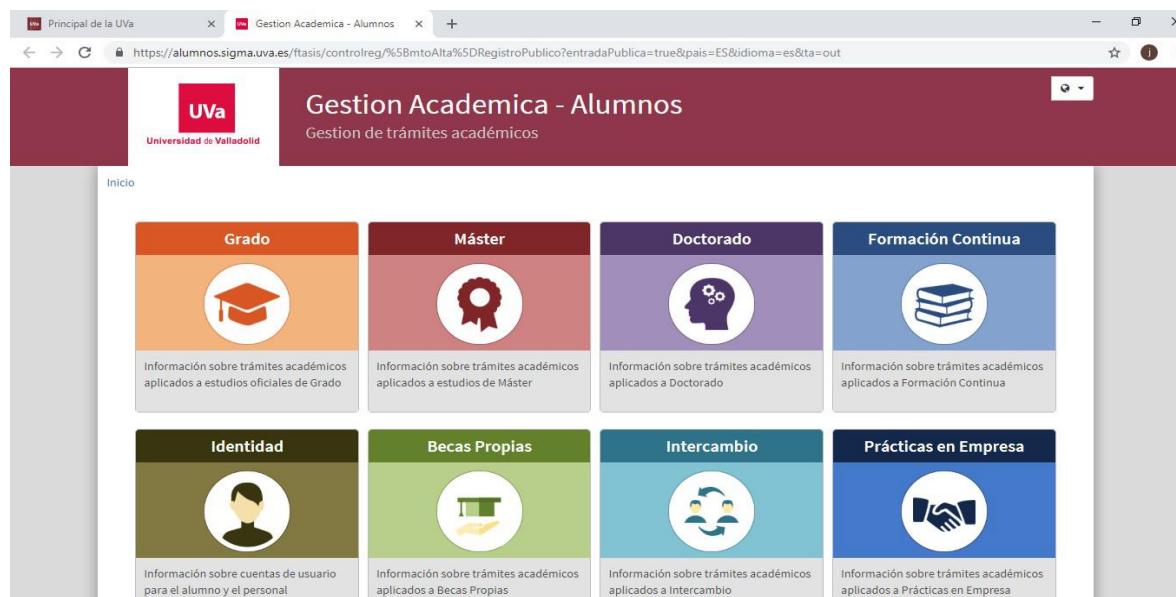 Principal de la UVa
Gestion Academica - Alumnos
https://alumnos.sigma.uva.es/ftasis/controlreg/%5BmtoAlta%5DRegistroPublico?entradaPublica=true&pais=ES&idioma=es&ta=out
UVa
Universidad de Valladolid
Gestion Academica - Alumnos
Gestion de trámites académicos
Inicio
Grado
Información sobre trámites académicos
aplicados a estudios oficiales de Grado
Máster
Información sobre trámites académicos
aplicados a estudios de Máster
Doctorado
Información sobre trámites académicos
aplicados a Doctorado
Formación Continua
Información sobre trámites académicos
aplicados a Formación Continua
Identidad
Información sobre cuentas de usuario
para el alumno y el personal
Becas Propias
Información sobre trámites académicos
aplicados a Becas Propias
Intercambio
Información sobre trámites académicos
aplicados a Intercambio
Prácticas en Empresa
Información sobre trámites académicos
aplicados a Prácticas en Empresa